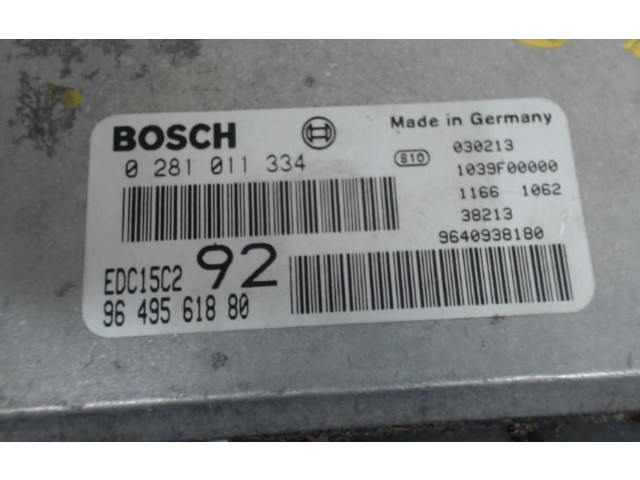 BOSCH
0 281 011 334
EDC15C2 92
96 495 618 80
Made in Germany
810 030213
1039F00000
1166 1062
38213
9640938180